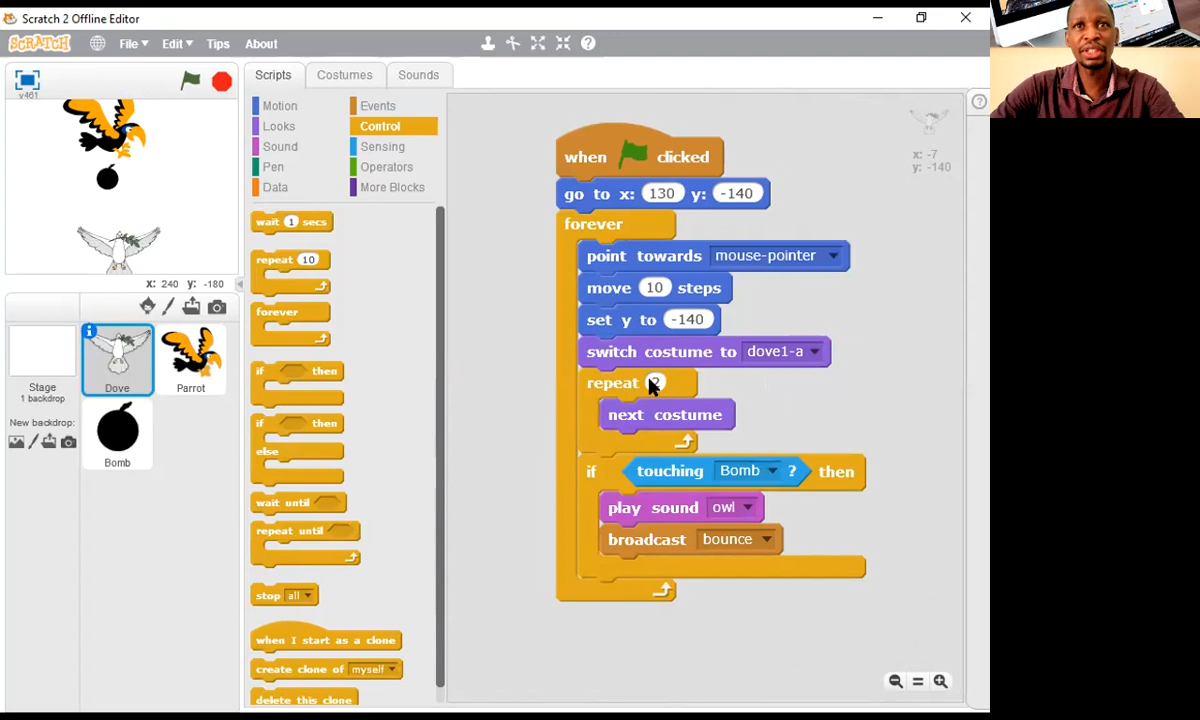 Scratch 2 Offline Editor
SCRATCH File Edit Tips About
v461
Scripts Costumes Sounds
Motion Events
Looks Control
Sound Sensing
Pen Operators
Data More Blocks
wait 1 secs
repeat 10
forever
if then
if then
else
wait until
repeat until
stop all
when I start as a clone
create clone of myself
delete this clone
x: 240 y: -180
Stage
1 backdrop
New backdrop:
Dove
Parrot
Bomb
when clicked
go to x: 130 y: -140
forever
point towards mouse-pointer
move 10 steps
set y to -140
switch costume to dove1-a
repeat
next costume
if touching Bomb ? then
play sound owl
broadcast bounce
x: -7
y: -140